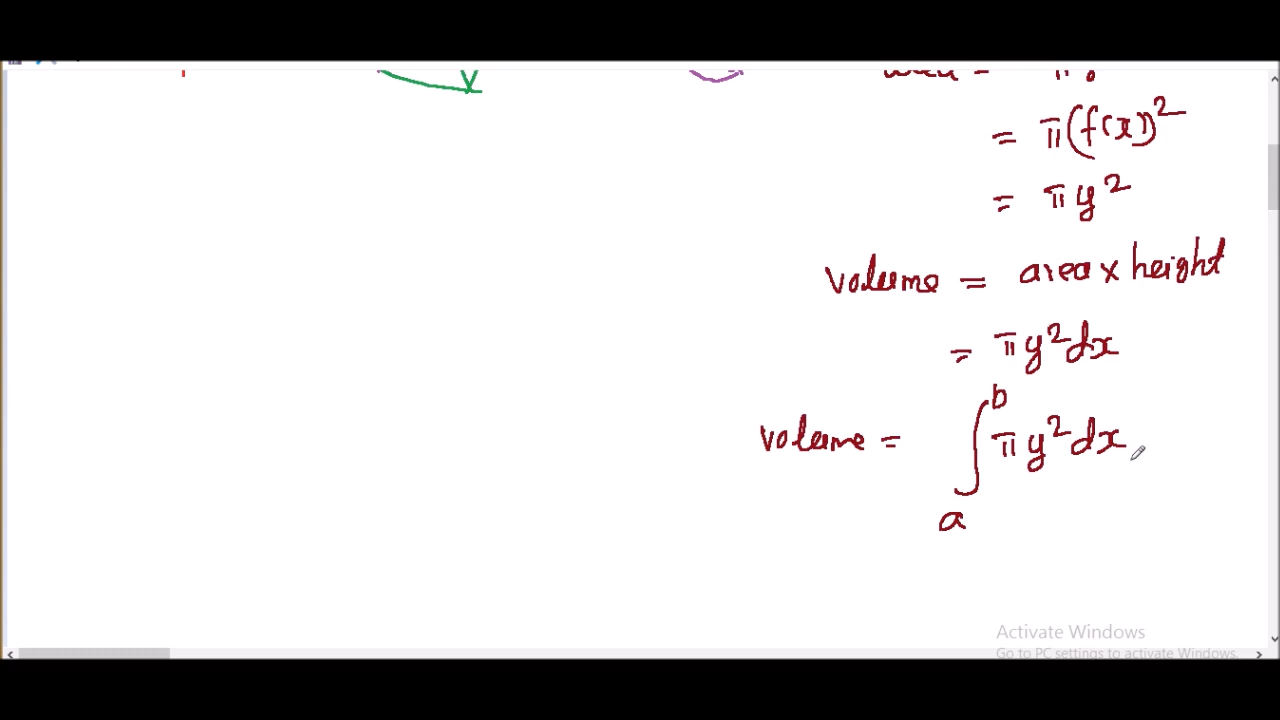 = π(f(x))²
= πy²
volume = area x height
= πy²dx
volume = ∫ₐᵇ πy²dx
Activate Windows
Go to PC settings to activate Windows.